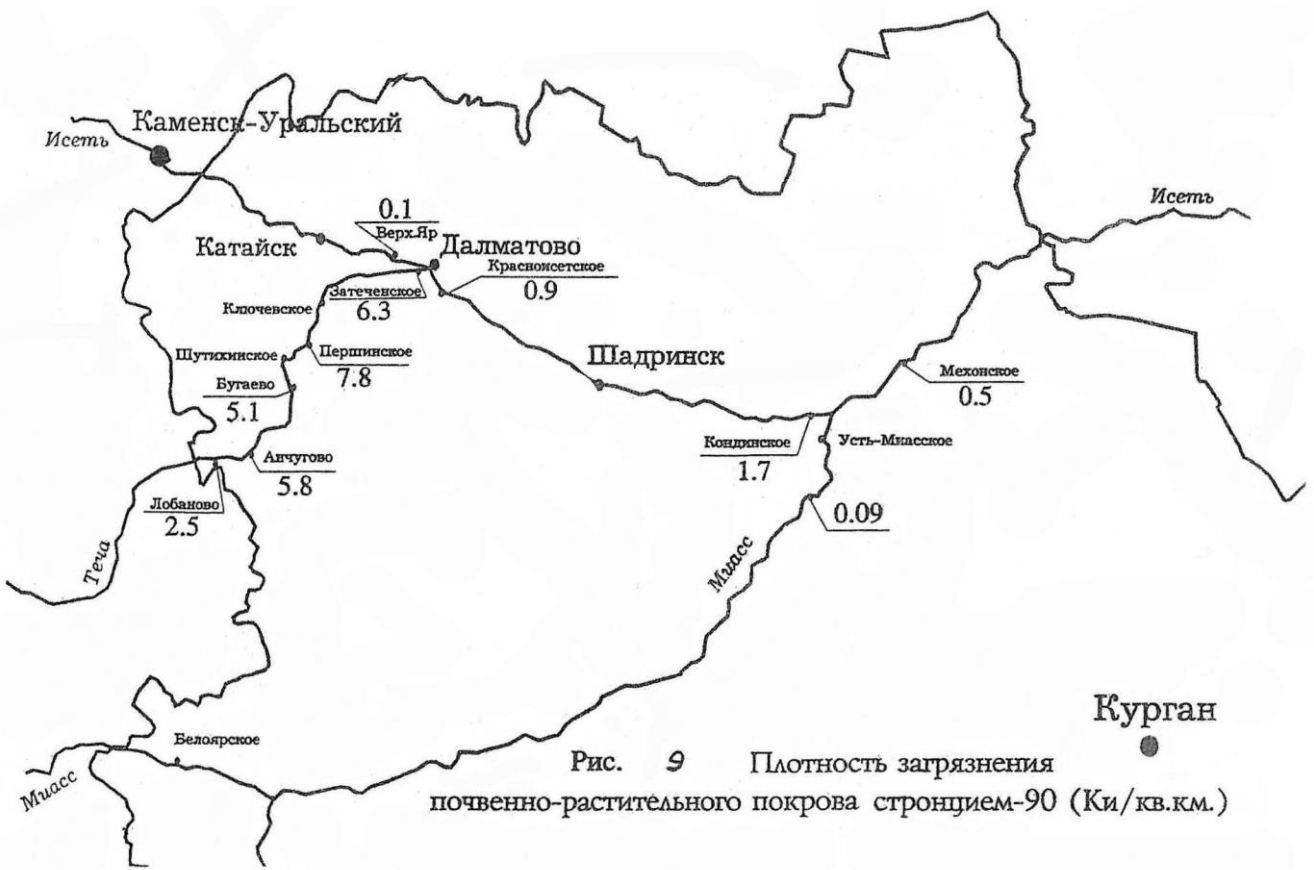 Каменск-Уральский
Исеть
Исеть
0.1
Верх.Яр
Катайск
Далматово
Красноисетское
0.9
Затеченское
6.3
Ключевское
Шутихинское
Першинское
7.8
Шадринск
Бугаево
5.1
Мехонское
0.5
Кондинское
1.7
Усть-Миасское
Анчугово
5.8
Лобаново
2.5
0.09
Теча
Миасс
Курган
Белоярское
Миасс
Рис. 9 Плотность загрязнения
почвенно-растительного покрова стронцием-90 (Ки/кв.км.)